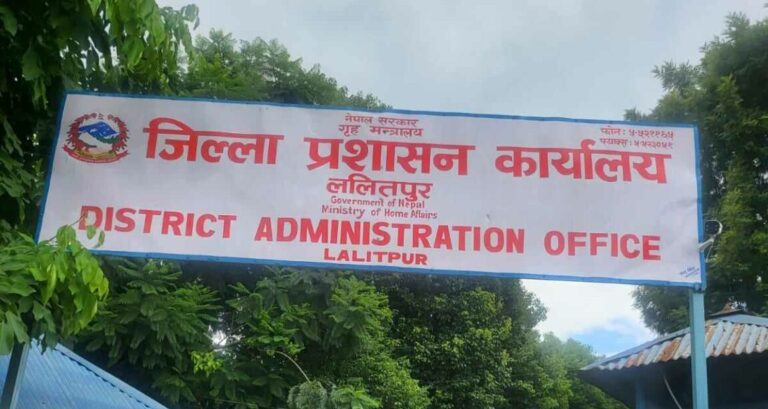 नेपाल सरकार
गृह मन्त्रालय
जिल्ला प्रशासन कार्यालय
ललितपुर
Government of Nepal
Ministry of Home Affairs
DISTRICT ADMINISTRATION OFFICE
LALITPUR
फोन: